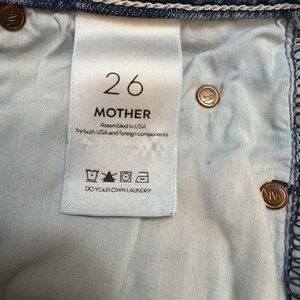 26
MOTHER
Assembled in USA
by both USA and foreign components
DO YOUR OWN LAUNDRY